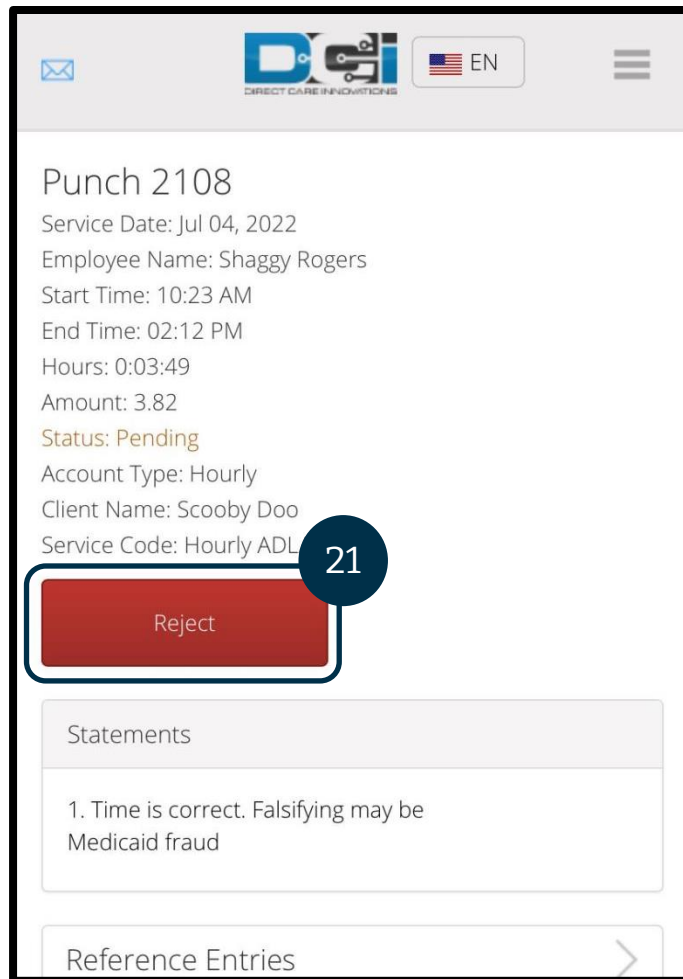 DCI
DIRECT CARE INNOVATIONS
EN
Punch 2108
Service Date: Jul 04, 2022
Employee Name: Shaggy Rogers
Start Time: 10:23 AM
End Time: 02:12 PM
Hours: 0:03:49
Amount: 3.82
Status: Pending
Account Type: Hourly
Client Name: Scooby Doo
Service Code: Hourly ADL
21
Reject
Statements
1. Time is correct. Falsifying may be
Medicaid fraud
Reference Entries